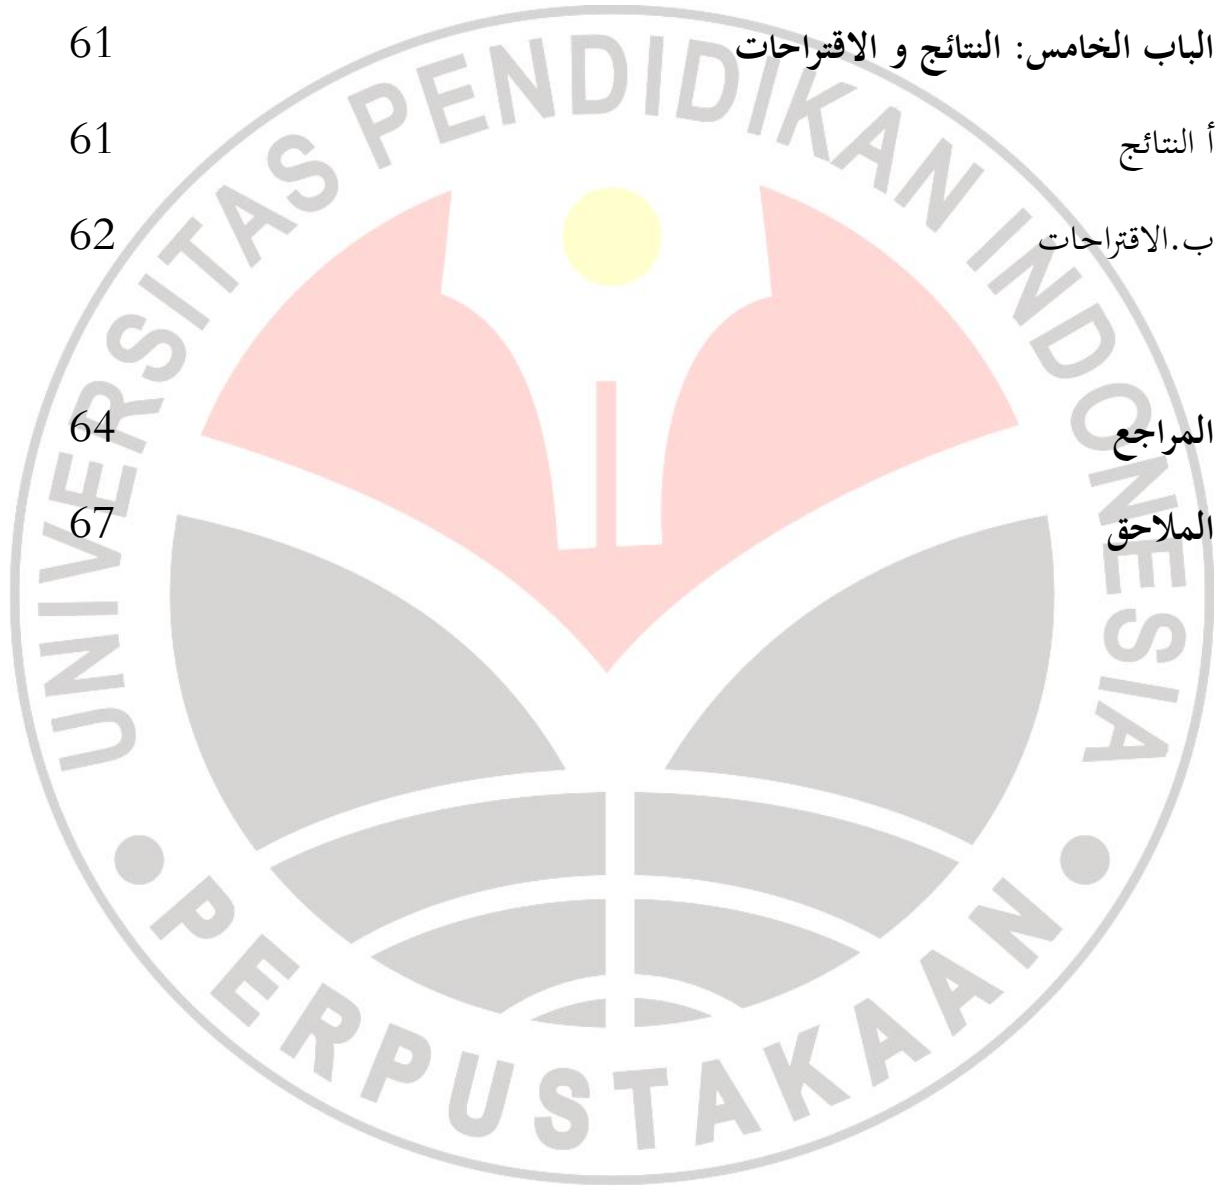 الباب الخامس: النتائج و الاقتراحات 61
أ النتائج 61
ب.الاقتراحات 62
المراجع 64
الملاحق 67
UNIVERSITAS PENDIDIKAN INDONESIA
PERPUSTAKAAN